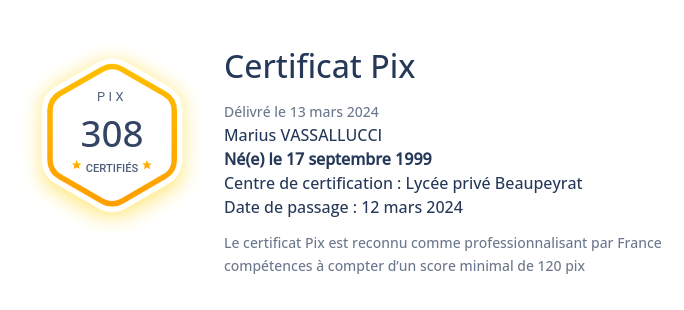 PIX
308
CERTIFIÉS
Certificat Pix
Délivré le 13 mars 2024
Marius VASSALLUCCI
Né(e) le 17 septembre 1999
Centre de certification : Lycée privé Beaupeyrat
Date de passage : 12 mars 2024
Le certificat Pix est reconnu comme professionnalisant par France
compétences à compter d’un score minimal de 120 pix